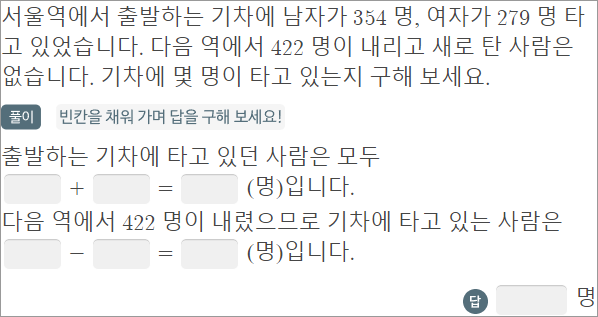 서울역에서 출발하는 기차에 남자가 354 명, 여자가 279 명 타
고 있었습니다. 다음 역에서 422 명이 내리고 새로 탄 사람은
없습니다. 기차에 몇 명이 타고 있는지 구해 보세요.
풀이 빈칸을 채워 가며 답을 구해 보세요!
출발하는 기차에 타고 있던 사람은 모두
+ = (명)입니다.
다음 역에서 422 명이 내렸으므로 기차에 타고 있는 사람은
− = (명)입니다.
답 명